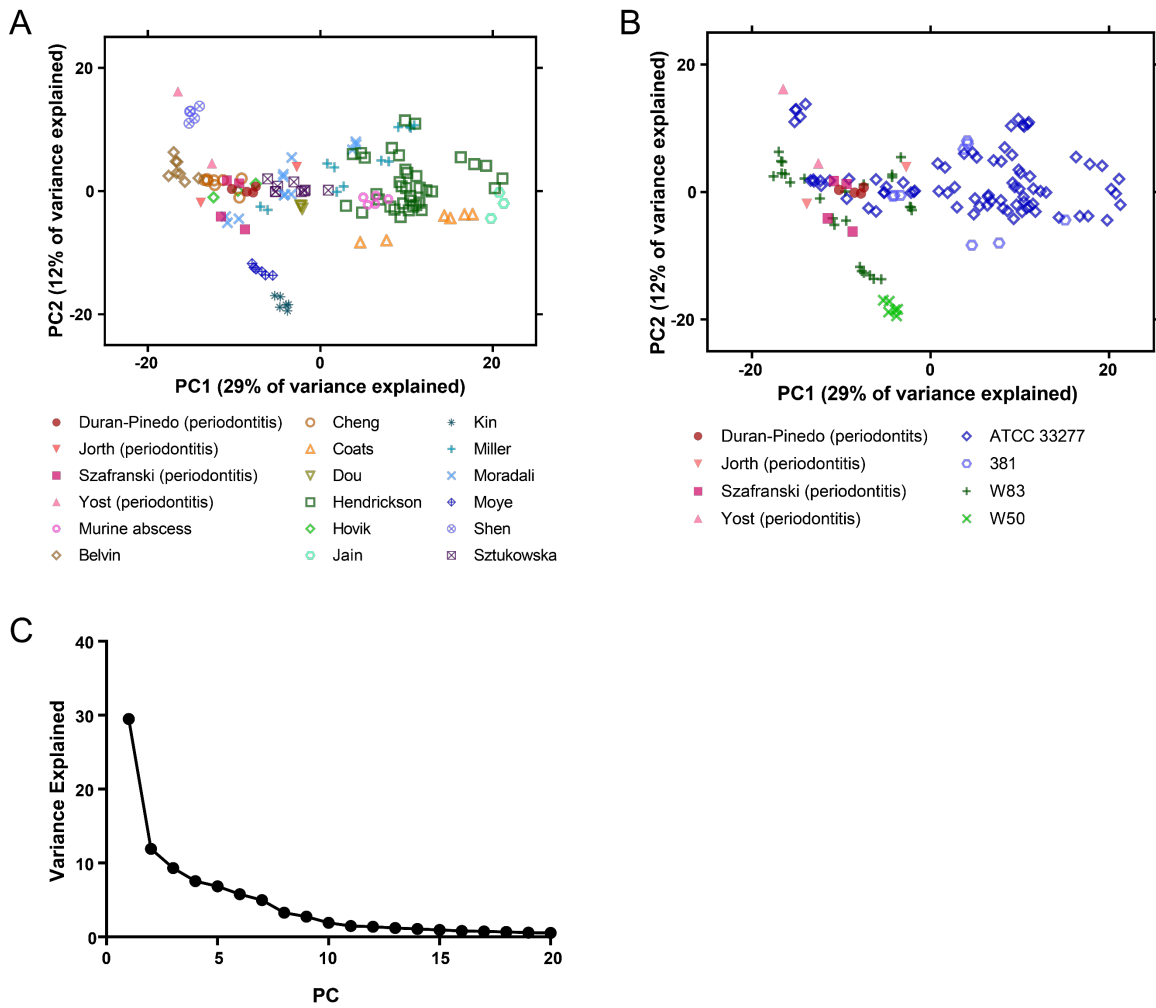 A
PC2 (12% of variance explained)
20
0
-20
-20
0
20
PC1 (29% of variance explained)
Duran-Pinedo (periodontitis)
Jorth (periodontitis)
Szafranski (periodontitis)
Yost (periodontitis)
Murine abscess
Belvin
Cheng
Coats
Dou
Hendrickson
Hovik
Jain
Kin
Miller
Moradali
Moye
Shen
Sztukowska
B
PC2 (12% of variance explained)
20
0
-20
-20
0
20
PC1 (29% of variance explained)
Duran-Pinedo (periodontits)
Jorth (periodontitis)
Szafranski (periodontitis)
Yost (periodontitis)
ATCC 33277
381
W83
W50
C
Variance Explained
40
30
20
10
0
0
5
10
15
20
PC